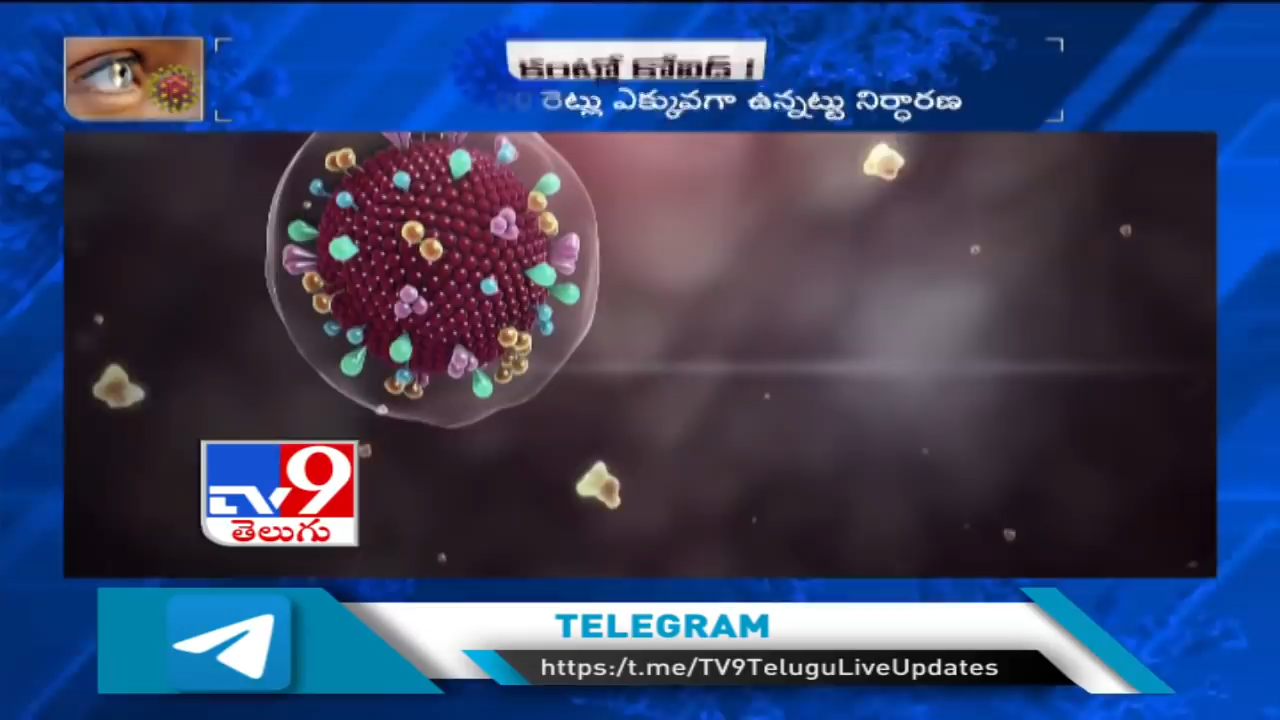 రెట్లు ఎక్కువగా ఉన్నట్టు నిర్ధారణ
TV9
తెలుగు
TELEGRAM
https:/t.me/TV9TeluguLiveUpdates